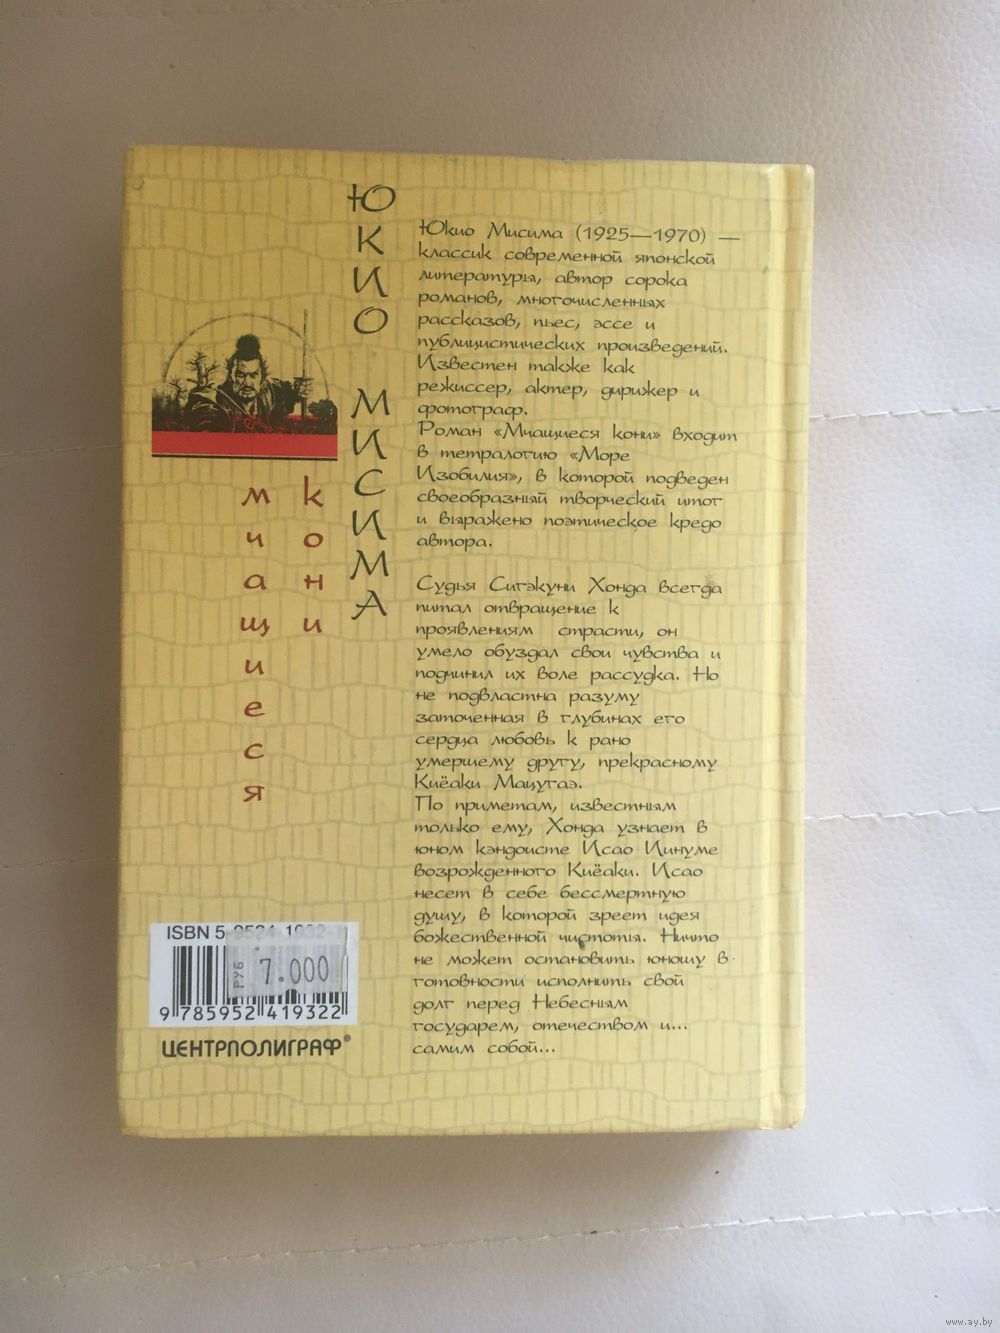 ЮКИО МИСИМА
мчащиеся
кони
Юкио Мисима (1925—1970) —
классик современной японской
литературы, автор сорока
романов, многочисленных
рассказов, пьес, эссе и
публицистических произведений.
Известен также как
режиссер, актер, дирижер и
фотограф.
Роман «Мчащиеся кони» входит
в тетралогию «Море
Изобилия», в которой подведен
своеобразный творческий итог
и выражено поэтическое кредо
автора.
Судья Сигэкуни Хонда всегда
питал отвращение к
проявлениям страсти, он
умело обуздал свои чувства и
подчинил их воле рассудка. Но
не подвластна разуму
заточенная в глубинах его
сердца любовь к рано
умершему другу, прекрасному
Киёаки Мацугаэ.
По приметам, известным
только ему, Хонда узнает в
юном кэндоисте Исао Иинуме
возрожденного Киёаки. Исао
несет в себе бессмертную
душу, в которой зреет идея
божественной чистоты. Ничто
не может остановить юношу в
готовности исполнить свой
долг перед Небесным
государем, отечеством и...
самим собой...
ISBN 5
РУБ 7.000
9 785952 419322
ЦЕНТРПОЛИГРАФ®
www.ay.by